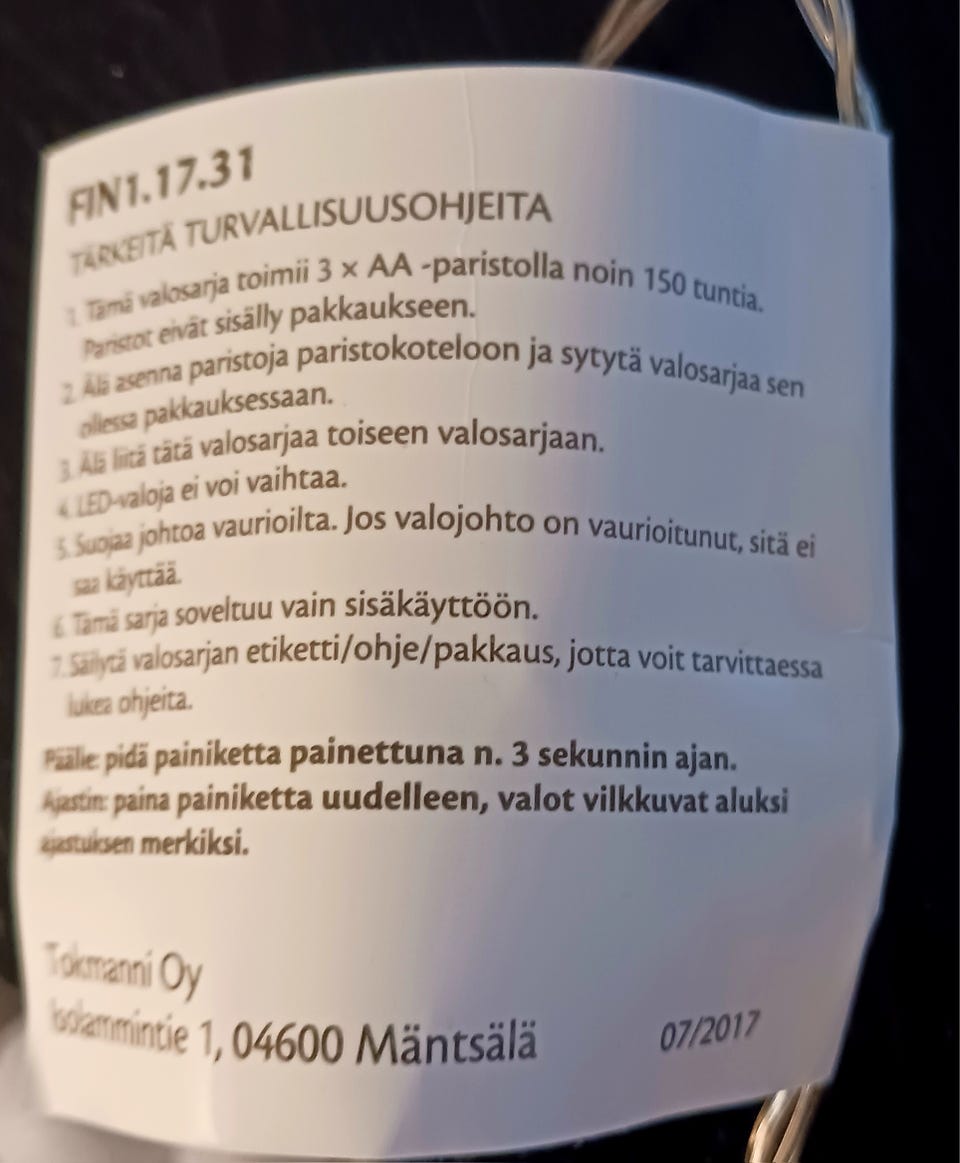 FIN1.17.31
TÄRKEITÄ TURVALLISUUSOHJEITA
1. Tämä valosarja toimii 3 x AA -paristolla noin 150 tuntia.
Paristot eivät sisälly pakkaukseen.
2. Älä asenna paristoja paristokoteloon ja sytytä valosarjaa sen
ollessa pakkauksessaan.
3. Älä liitä tätä valosarjaa toiseen valosarjaan.
4. LED-valoja ei voi vaihtaa.
5. Suojaa johtoa vaurioilta. Jos valojohto on vaurioitunut, sitä ei
saa käyttää.
6. Tämä sarja soveltuu vain sisäkäyttöön.
7. Säilytä valosarjan etiketti/ohje/pakkaus, jotta voit tarvittaessa
lukea ohjeita.
Päälle: pidä painiketta painettuna n. 3 sekunnin ajan.
Ajastin: paina painiketta uudelleen, valot vilkkuvat aluksi
ajastuksen merkiksi.
Tokmanni Oy
Isolammintie 1, 04600 Mäntsälä
07/2017